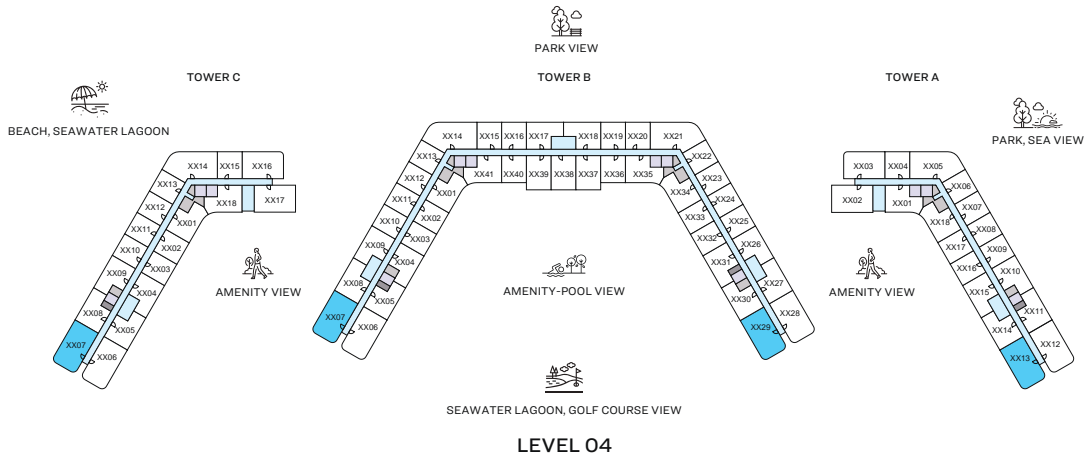 PARK VIEW
TOWER C
TOWER B
TOWER A
BEACH, SEAWATER LAGOON
PARK, SEA VIEW
XX14
XX15
XX16
XX13
XX12
XX11
XX10
XX09
XX08
XX07
XX06
XX05
XX04
XX03
XX02
XX01
XX18
XX17
AMENITY VIEW
XX14
XX15
XX16
XX17
XX18
XX19
XX20
XX21
XX13
XX12
XX11
XX10
XX09
XX08
XX07
XX06
XX05
XX04
XX03
XX02
XX01
XX41
XX40
XX39
XX38
XX37
XX36
XX35
XX34
XX33
XX32
XX31
XX30
XX29
XX28
XX27
XX26
XX25
XX24
XX23
XX22
AMENITY-POOL VIEW
XX03
XX04
XX05
XX02
XX01
XX06
XX07
XX08
XX09
XX10
XX11
XX12
XX13
XX14
XX15
XX16
XX17
XX18
AMENITY VIEW
SEAWATER LAGOON, GOLF COURSE VIEW
LEVEL 04